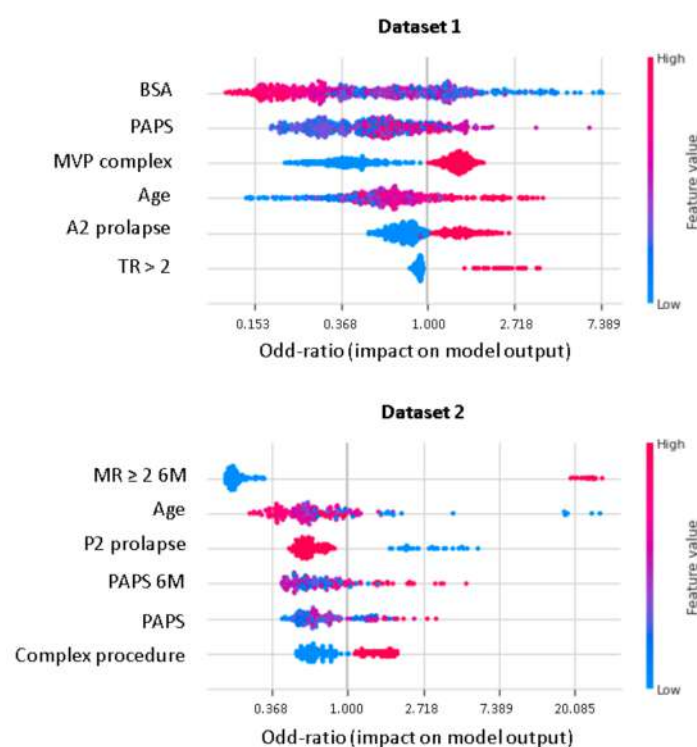 Dataset 1
High
BSA
PAPS
MVP complex
Age
A2 prolapse
TR > 2
Feature value
Low
0.153 0.368 1.000 2.718 7.389
Odd-ratio (impact on model output)
Dataset 2
High
MR ≥ 2 6M
Age
P2 prolapse
PAPS 6M
PAPS
Complex procedure
Feature value
Low
0.368 1.000 2.718 7.389 20.085
Odd-ratio (impact on model output)